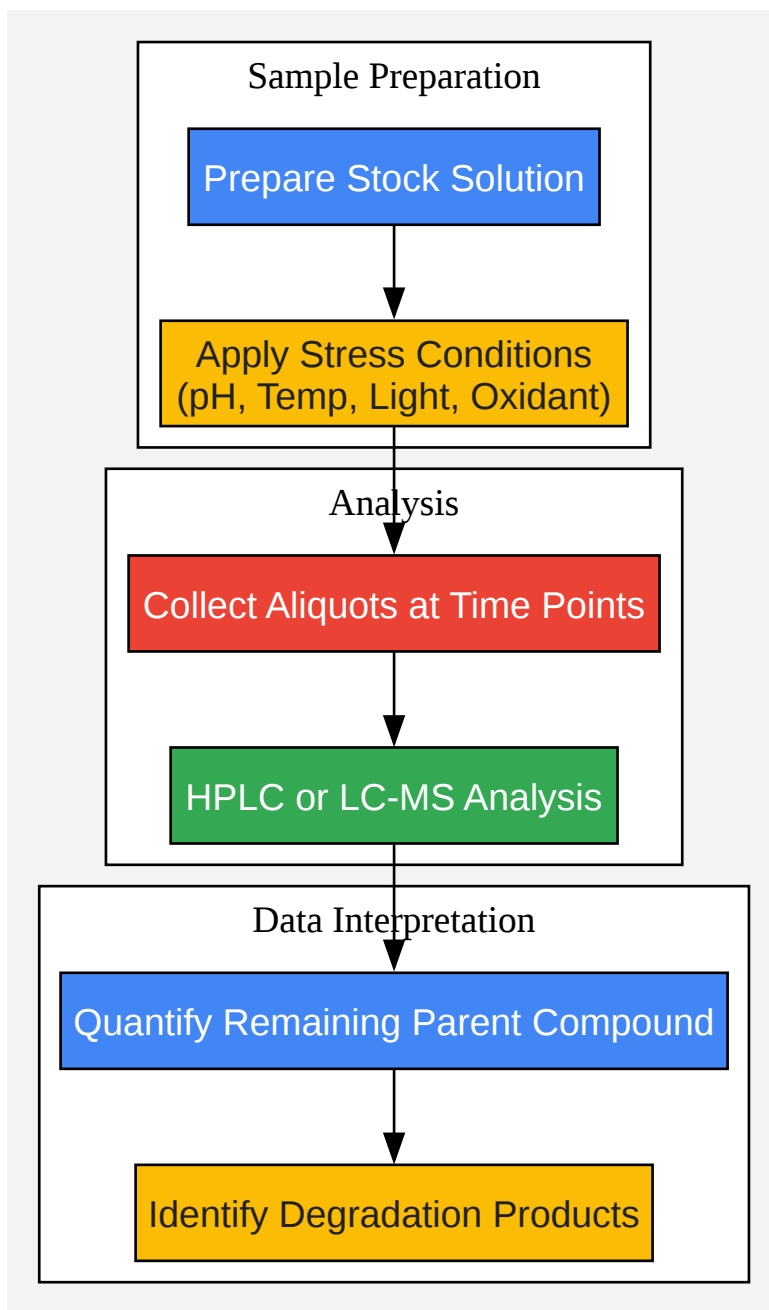 Sample Preparation
Prepare Stock Solution
Apply Stress Conditions
(pH, Temp, Light, Oxidant)
Analysis
Collect Aliquots at Time Points
HPLC or LC-MS Analysis
Data Interpretation
Quantify Remaining Parent Compound
Identify Degradation Products